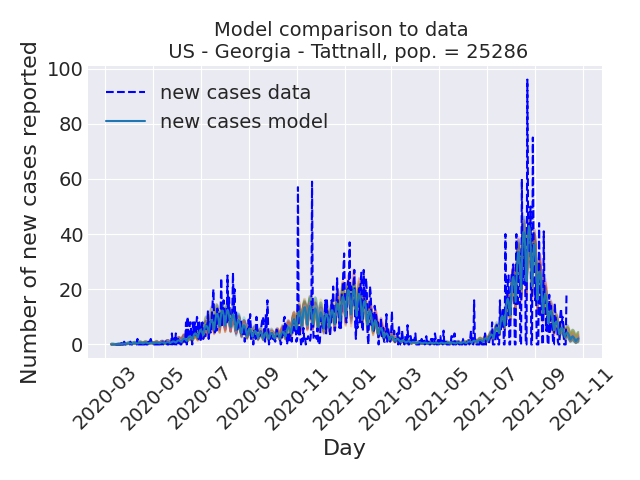 Model comparison to data
US - Georgia - Tattnall, pop. = 25286
Number of new cases reported
100
80
60
40
20
0
new cases data
new cases model
2020-03
2020-05
2020-07
2020-09
2020-11
2021-01
2021-03
2021-05
2021-07
2021-09
2021-11
Day